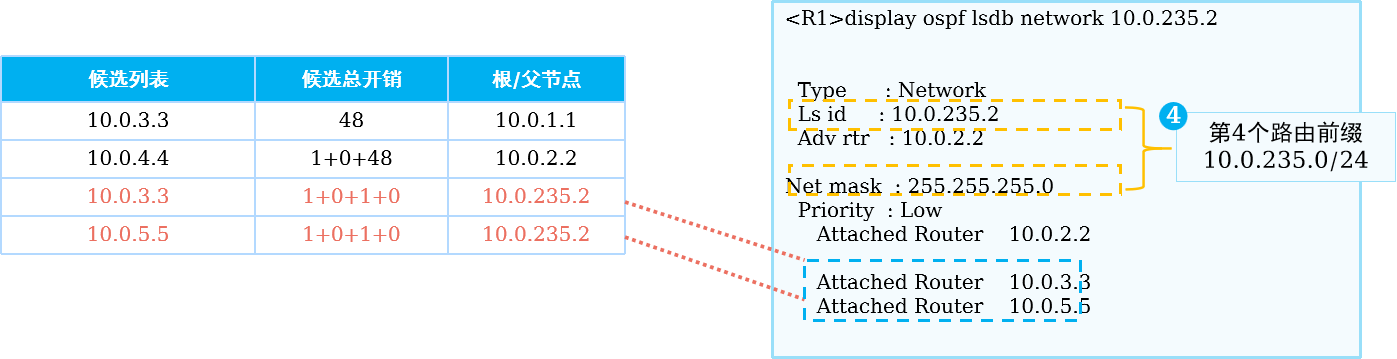 候选列表 候选总开销 根/父节点
10.0.3.3 48 10.0.1.1
10.0.4.4 1+0+48 10.0.2.2
10.0.3.3 1+0+1+0 10.0.235.2
10.0.5.5 1+0+1+0 10.0.235.2
<R1>display ospf lsdb network 10.0.235.2
Type : Network
Ls id : 10.0.235.2
Adv rtr : 10.0.2.2
Net mask : 255.255.255.0
Priority : Low
Attached Router 10.0.2.2
Attached Router 10.0.3.3
Attached Router 10.0.5.5
4
第4个路由前缀
10.0.235.0/24